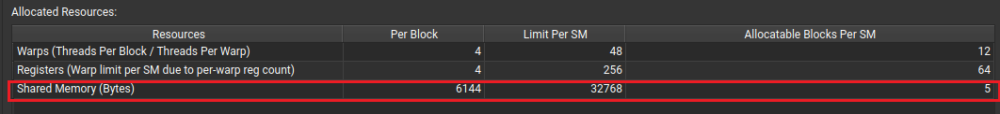 Allocated Resources:
Resources Per Block Limit Per SM Allocatable Blocks Per SM
Warps (Threads Per Block / Threads Per Warp) 4 48 12
Registers (Warp limit per SM due to per-warp reg count) 4 256 64
Shared Memory (Bytes) 6144 32768 5